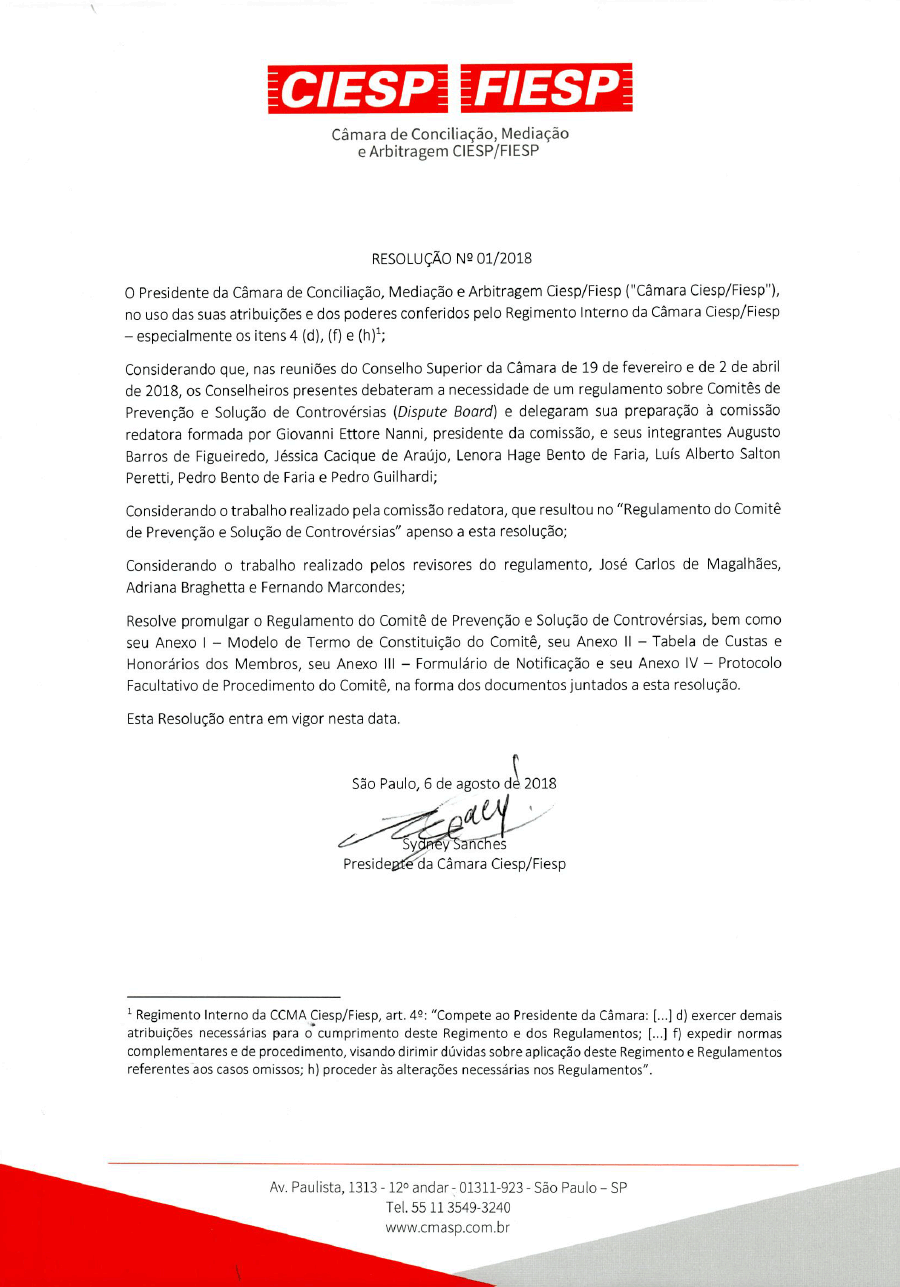 CIESP FIESP
Câmara de Conciliação, Mediação
e Arbitragem CIESP/FIESP
RESOLUÇÃO Nº 01/2018
O Presidente da Câmara de Conciliação, Mediação e Arbitragem Ciesp/Fiesp ("Câmara Ciesp/Fiesp"),
no uso das suas atribuições e dos poderes conferidos pelo Regimento Interno da Câmara Ciesp/Fiesp
– especialmente os itens 4 (d), (f) e (h)¹;
Considerando que, nas reuniões do Conselho Superior da Câmara de 19 de fevereiro e de 2 de abril
de 2018, os Conselheiros presentes debateram a necessidade de um regulamento sobre Comitês de
Prevenção e Solução de Controvérsias (Dispute Board) e delegaram sua preparação à comissão
redatora formada por Giovanni Ettore Nanni, presidente da comissão, e seus integrantes Augusto
Barros de Figueiredo, Jéssica Cacique de Araújo, Lenora Hage Bento de Faria, Luís Alberto Salton
Peretti, Pedro Bento de Faria e Pedro Guilhardi;
Considerando o trabalho realizado pela comissão redatora, que resultou no “Regulamento do Comitê
de Prevenção e Solução de Controvérsias” apenso a esta resolução;
Considerando o trabalho realizado pelos revisores do regulamento, José Carlos de Magalhães,
Adriana Braghetta e Fernando Marcondes;
Resolve promulgar o Regulamento do Comitê de Prevenção e Solução de Controvérsias, bem como
seu Anexo I – Modelo de Termo de Constituição do Comitê, seu Anexo II – Tabela de Custas e
Honorários dos Membros, seu Anexo III – Formulário de Notificação e seu Anexo IV – Protocolo
Facultativo de Procedimento do Comitê, na forma dos documentos juntados a esta resolução.
Esta Resolução entra em vigor nesta data.
São Paulo, 6 de agosto de 2018
Sydney Sanches
Presidente da Câmara Ciesp/Fiesp
¹ Regimento Interno da CCMA Ciesp/Fiesp, art. 4º: “Compete ao Presidente da Câmara: [...] d) exercer demais
atribuições necessárias para o cumprimento deste Regimento e dos Regulamentos; [...] f) expedir normas
complementares e de procedimento, visando dirimir dúvidas sobre aplicação deste Regimento e Regulamentos
referentes aos casos omissos; h) proceder às alterações necessárias nos Regulamentos”.
Av. Paulista, 1313 - 12º andar - 01311-923 - São Paulo – SP
Tel. 55 11 3549-3240
www.cmasp.com.br